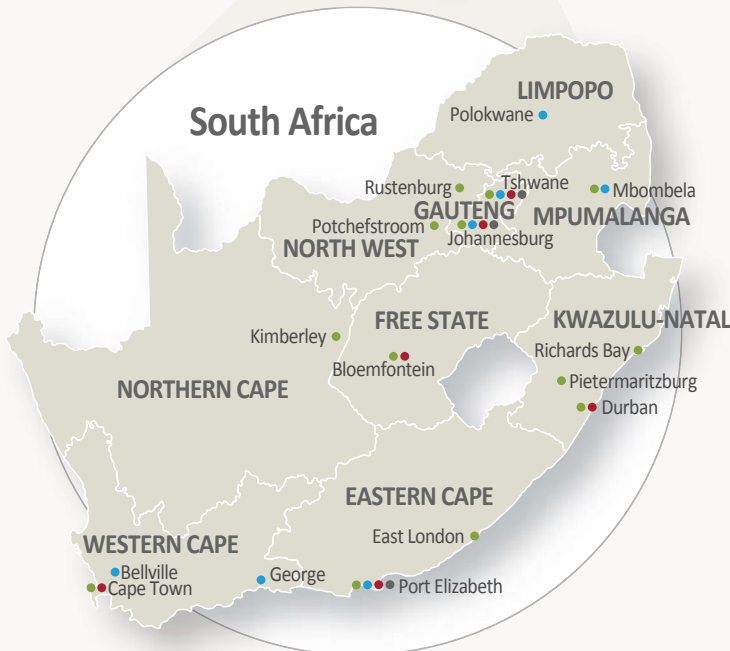 LIMPOPO
Polokwane
South Africa
Rustenburg
Tshwane
Mbombela
GAUTENG
MPUMALANGA
Potchefstroom
Johannesburg
NORTH WEST
FREE STATE
KWAZULU-NATAL
Kimberley
Richards Bay
Bloemfontein
Pietermaritzburg
NORTHERN CAPE
Durban
EASTERN CAPE
East London
WESTERN CAPE
Bellville
George
Cape Town
Port Elizabeth